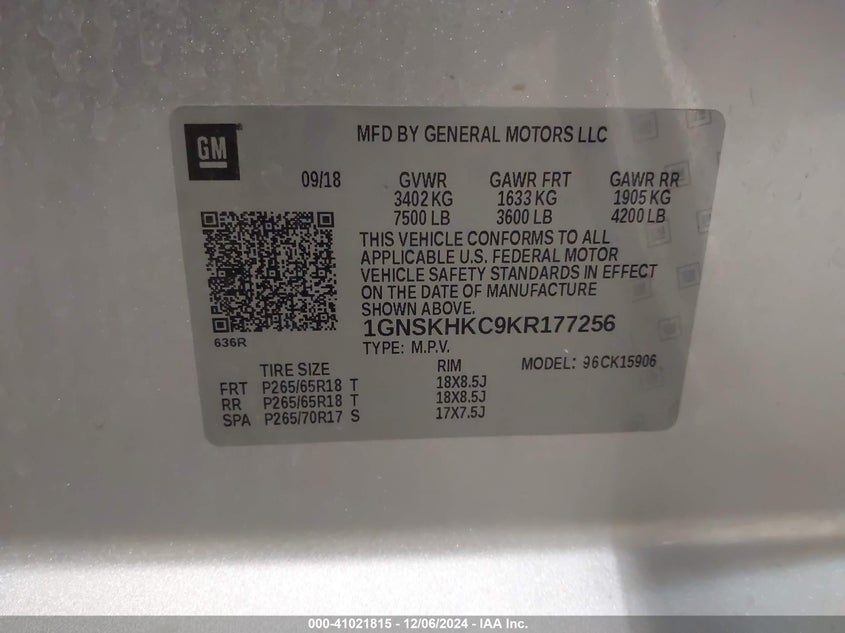 GM
MFD BY GENERAL MOTORS LLC
09/18 GVWR GAWR FRT GAWR RR
3402 KG 1633 KG 1905 KG
7500 LB 3600 LB 4200 LB
THIS VEHICLE CONFORMS TO ALL
APPLICABLE U.S. FEDERAL MOTOR
VEHICLE SAFETY STANDARDS IN EFFECT
ON THE DATE OF MANUFACTURE
SHOWN ABOVE.
1GNSKHKC9KR177256
636R
TYPE: M.P.V.
TIRE SIZE RIM MODEL: 96CK15906
FRT P265/65R18 T 18X8.5J
RR P265/65R18 T 18X8.5J
SPA P265/70R17 S 17X7.5J
000-41021815 - 12/06/2024 - IAA Inc.